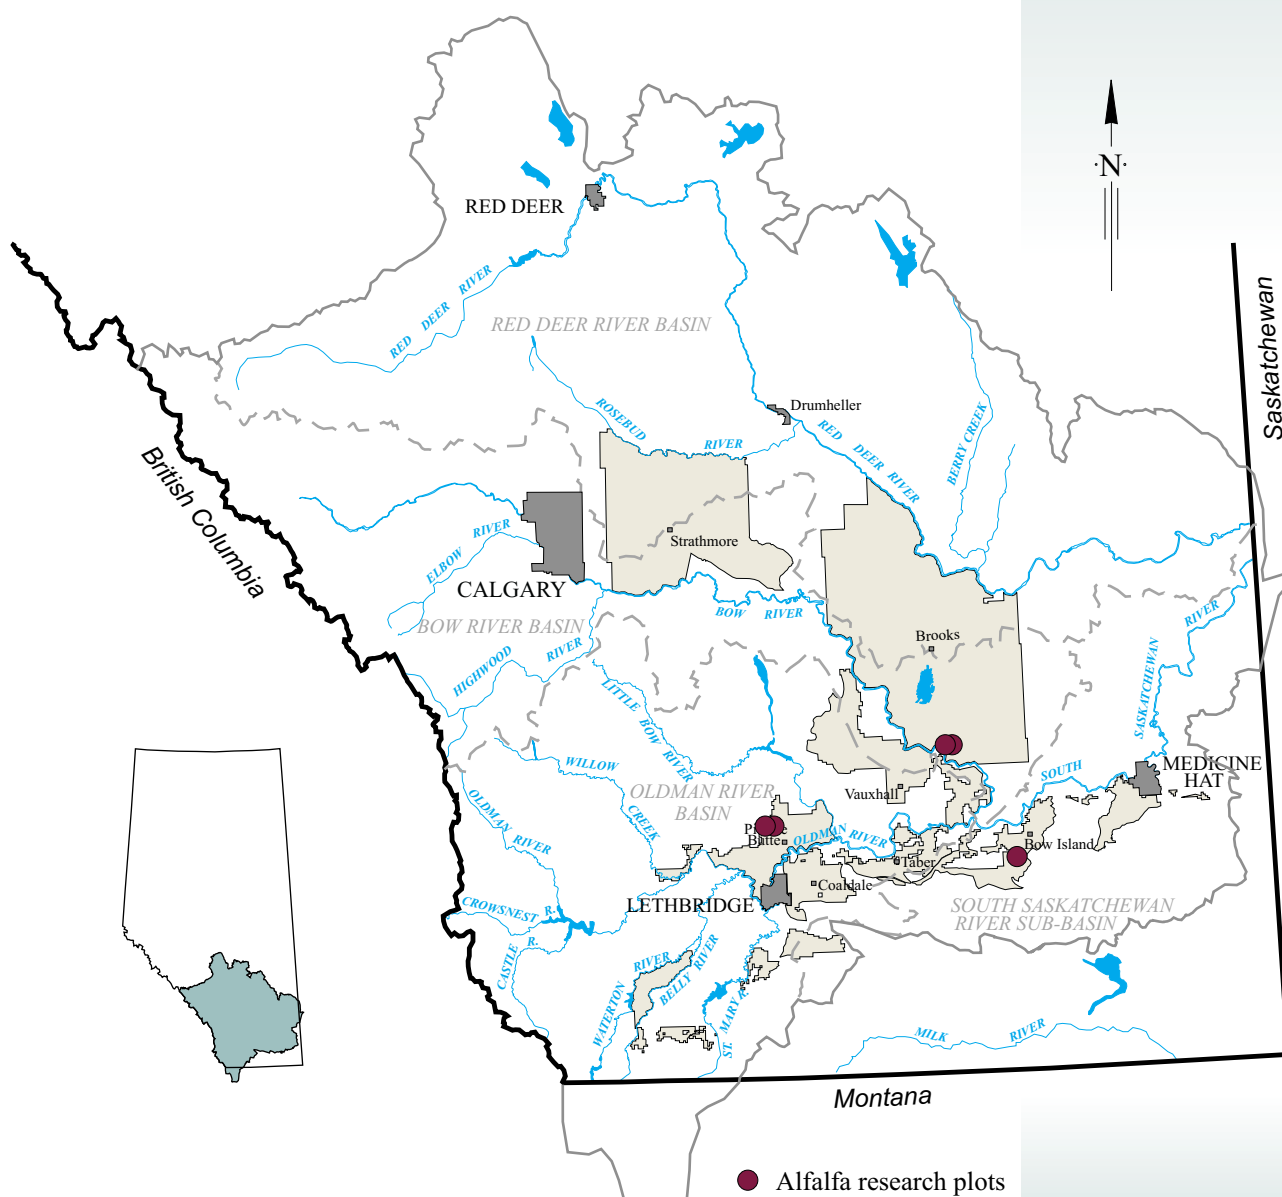 ·N·
RED DEER
RED DEER RIVER
RED DEER RIVER BASIN
Saskatchewan
Drumheller
ROSEBUD RIVER
RED DEER RIVER
BERRY CREEK
British Columbia
ELBOW RIVER
Strathmore
CALGARY
BOW RIVER
BOW RIVER BASIN
Brooks
HIGHWOOD RIVER
LITTLE BOW RIVER
SOUTH SASKATCHEWAN RIVER
WILLOW CREEK
MEDICINE
HAT
OLDMAN RIVER
BASIN
Vauxhall
OLDMAN RIVER
Butte
OLDMAN RIVER
Bow Island
Taber
Coaldale
LETHBRIDGE
CROWSNEST R.
SOUTH SASKATCHEWAN
RIVER SUB-BASIN
CASTLE R.
WATERTON RIVER
BELLY RIVER
ST. MARY R.
MILK RIVER
Montana
Alfalfa research plots